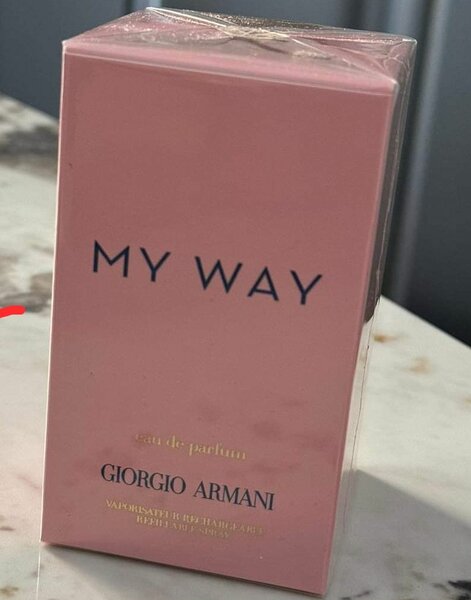 MY WAY
eau de parfum
GIORGIO ARMANI
VAPORISATEUR RECHARGEABLE
REFILLABLE SPRAY